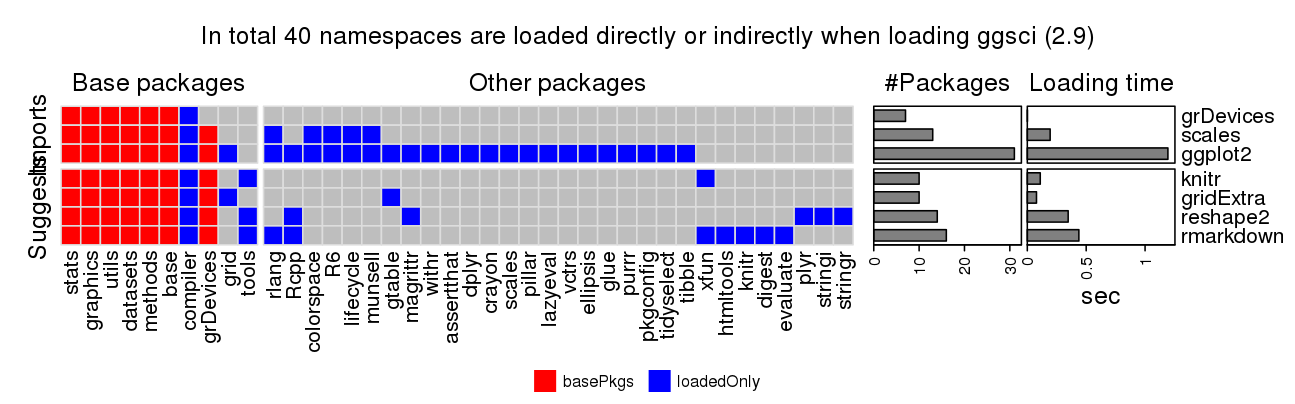 In total 40 namespaces are loaded directly or indirectly when loading ggsci (2.9)
Base packages
Other packages
#Packages
Loading time
Imports
Suggests
grDevices
scales
ggplot2
knitr
gridExtra
reshape2
rmarkdown
stats
graphics
utils
datasets
methods
base
compiler
grDevices
grid
tools
rlang
Rcpp
colorspace
R6
lifecycle
munsell
gtable
magrittr
withr
assertthat
dplyr
crayon
scales
pillar
lazyeval
vctrs
ellipsis
glue
purrr
pkgconfig
tidyselect
tibble
xfun
htmltools
knitr
digest
evaluate
plyr
stringi
stringr
0
10
20
30
0
0.5
1
sec
basePkgs
loadedOnly